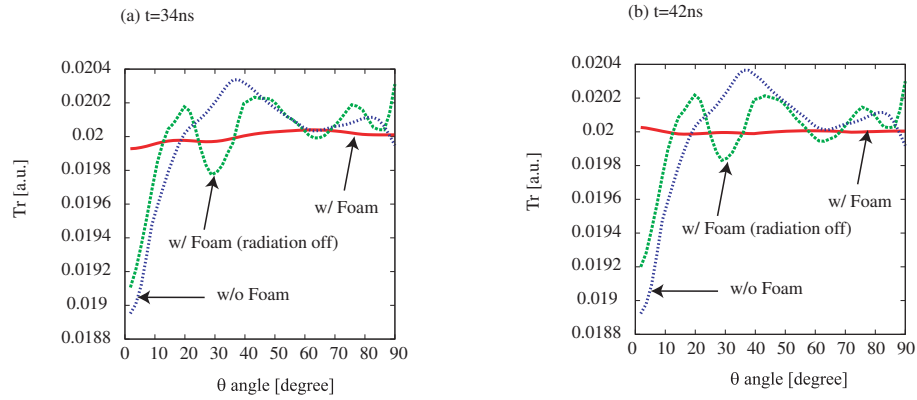 (a) t=34ns
Tr [a.u.]
0.0204
0.0202
0.02
0.0198
0.0196
0.0194
0.0192
0.019
0.0188
w/ Foam
w/ Foam (radiation off)
w/o Foam
0 10 20 30 40 50 60 70 80 90
θ angle [degree]
(b) t=42ns
Tr [a.u.]
0.0204
0.0202
0.02
0.0198
0.0196
0.0194
0.0192
0.019
0.0188
w/ Foam
w/ Foam (radiation off)
w/o Foam
0 10 20 30 40 50 60 70 80 90
θ angle [degree]